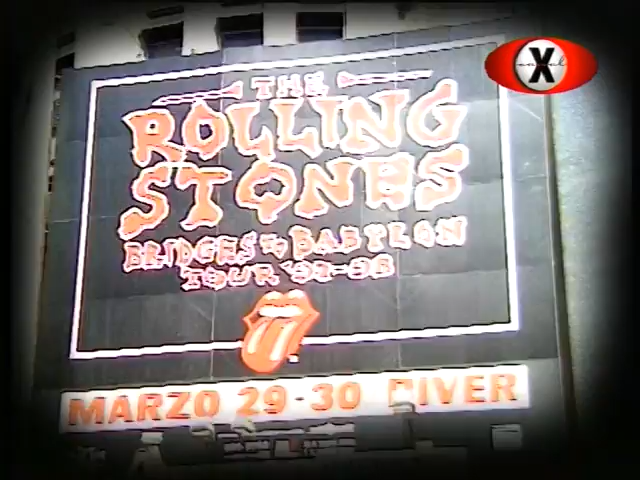 THE
ROLLING
STONES
BRIDGES TO BABYLON
TOUR '97-98
MARZO 29-30 RIVER
X